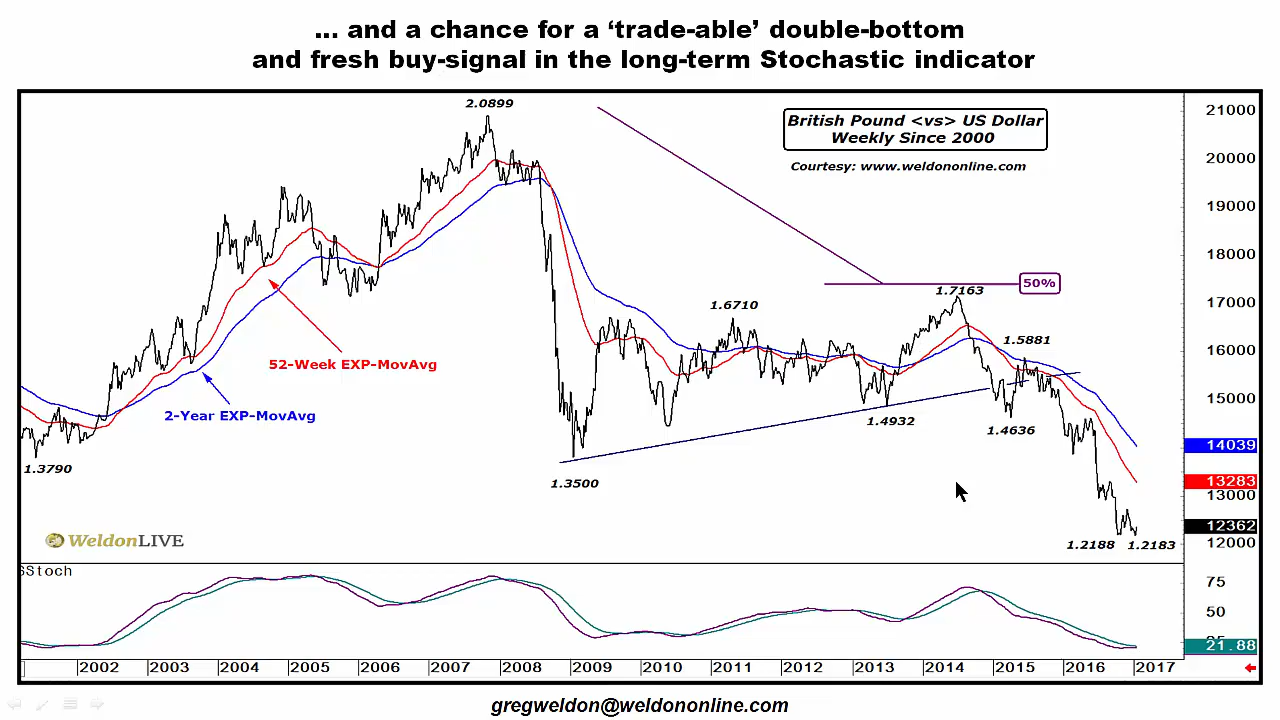 ... and a chance for a ‘trade-able’ double-bottom
and fresh buy-signal in the long-term Stochastic indicator
2.0899
British Pound <vs> US Dollar
Weekly Since 2000
Courtesy: www.weldononline.com
21000
20000
19000
18000
50%
1.7163
17000
1.6710
1.5881
16000
52-Week EXP-MovAvg
2-Year EXP-MovAvg
15000
1.4932
1.4636
14039
1.3790
1.3500
13283
13000
12362
WeldonLIVE
1.2188
1.2183
12000
SStoch
75
50
21.88
2002 2003 2004 2005 2006 2007 2008 2009 2010 2011 2012 2013 2014 2015 2016 2017
gregweldon@weldononline.com